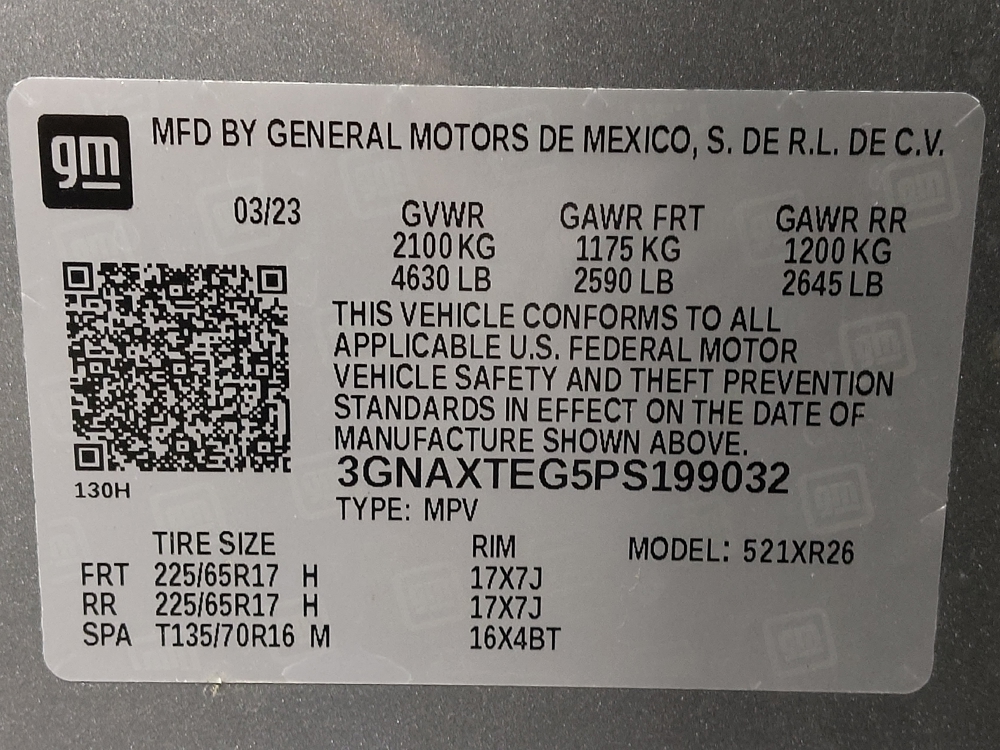 gm MFD BY GENERAL MOTORS DE MEXICO, S. DE R.L. DE C.V.
03/23 GVWR GAWR FRT GAWR RR
2100 KG 1175 KG 1200 KG
4630 LB 2590 LB 2645 LB
THIS VEHICLE CONFORMS TO ALL
APPLICABLE U.S. FEDERAL MOTOR
VEHICLE SAFETY AND THEFT PREVENTION
STANDARDS IN EFFECT ON THE DATE OF
MANUFACTURE SHOWN ABOVE.
3GNAXTEG5PS199032
130H
TYPE: MPV
TIRE SIZE RIM MODEL: 521XR26
FRT 225/65R17 H 17X7J
RR 225/65R17 H 17X7J
SPA T135/70R16 M 16X4BT